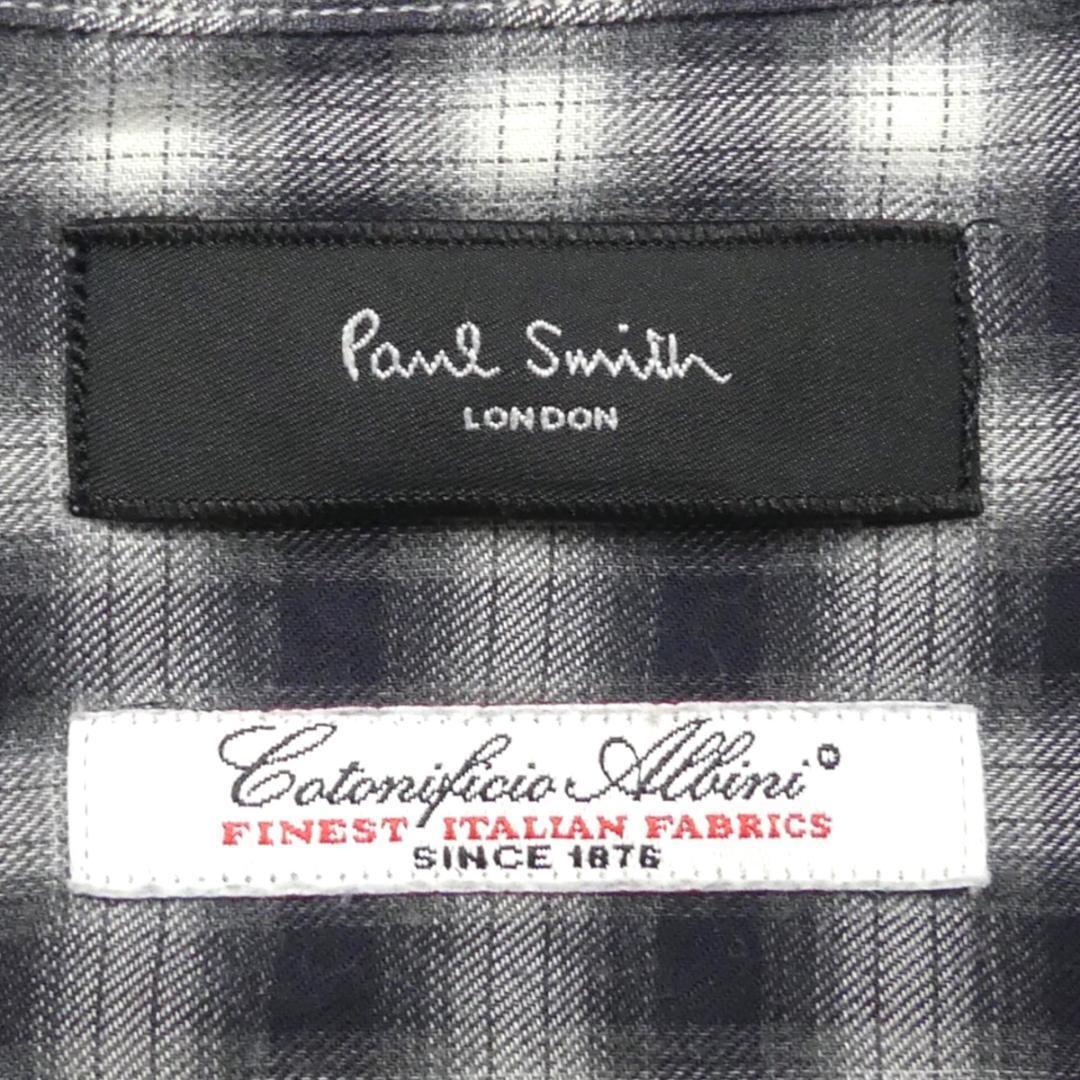 Paul Smith
LONDON
Cotonificio Albini®
FINEST ITALIAN FABRICS
SINCE 1876